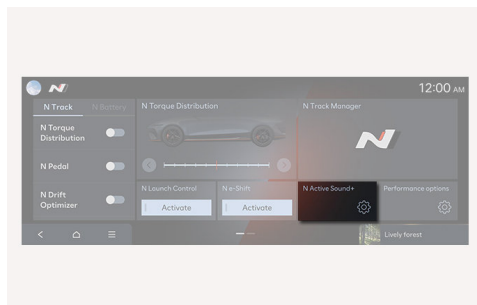 12:00 AM
N Track
N Battery
N Torque Distribution
N Track Manager
N Torque
Distribution
N Pedal
N Drift
Optimizer
N Launch Control
Activate
N e-Shift
Activate
N Active Sound+
Performance options
Lively forest